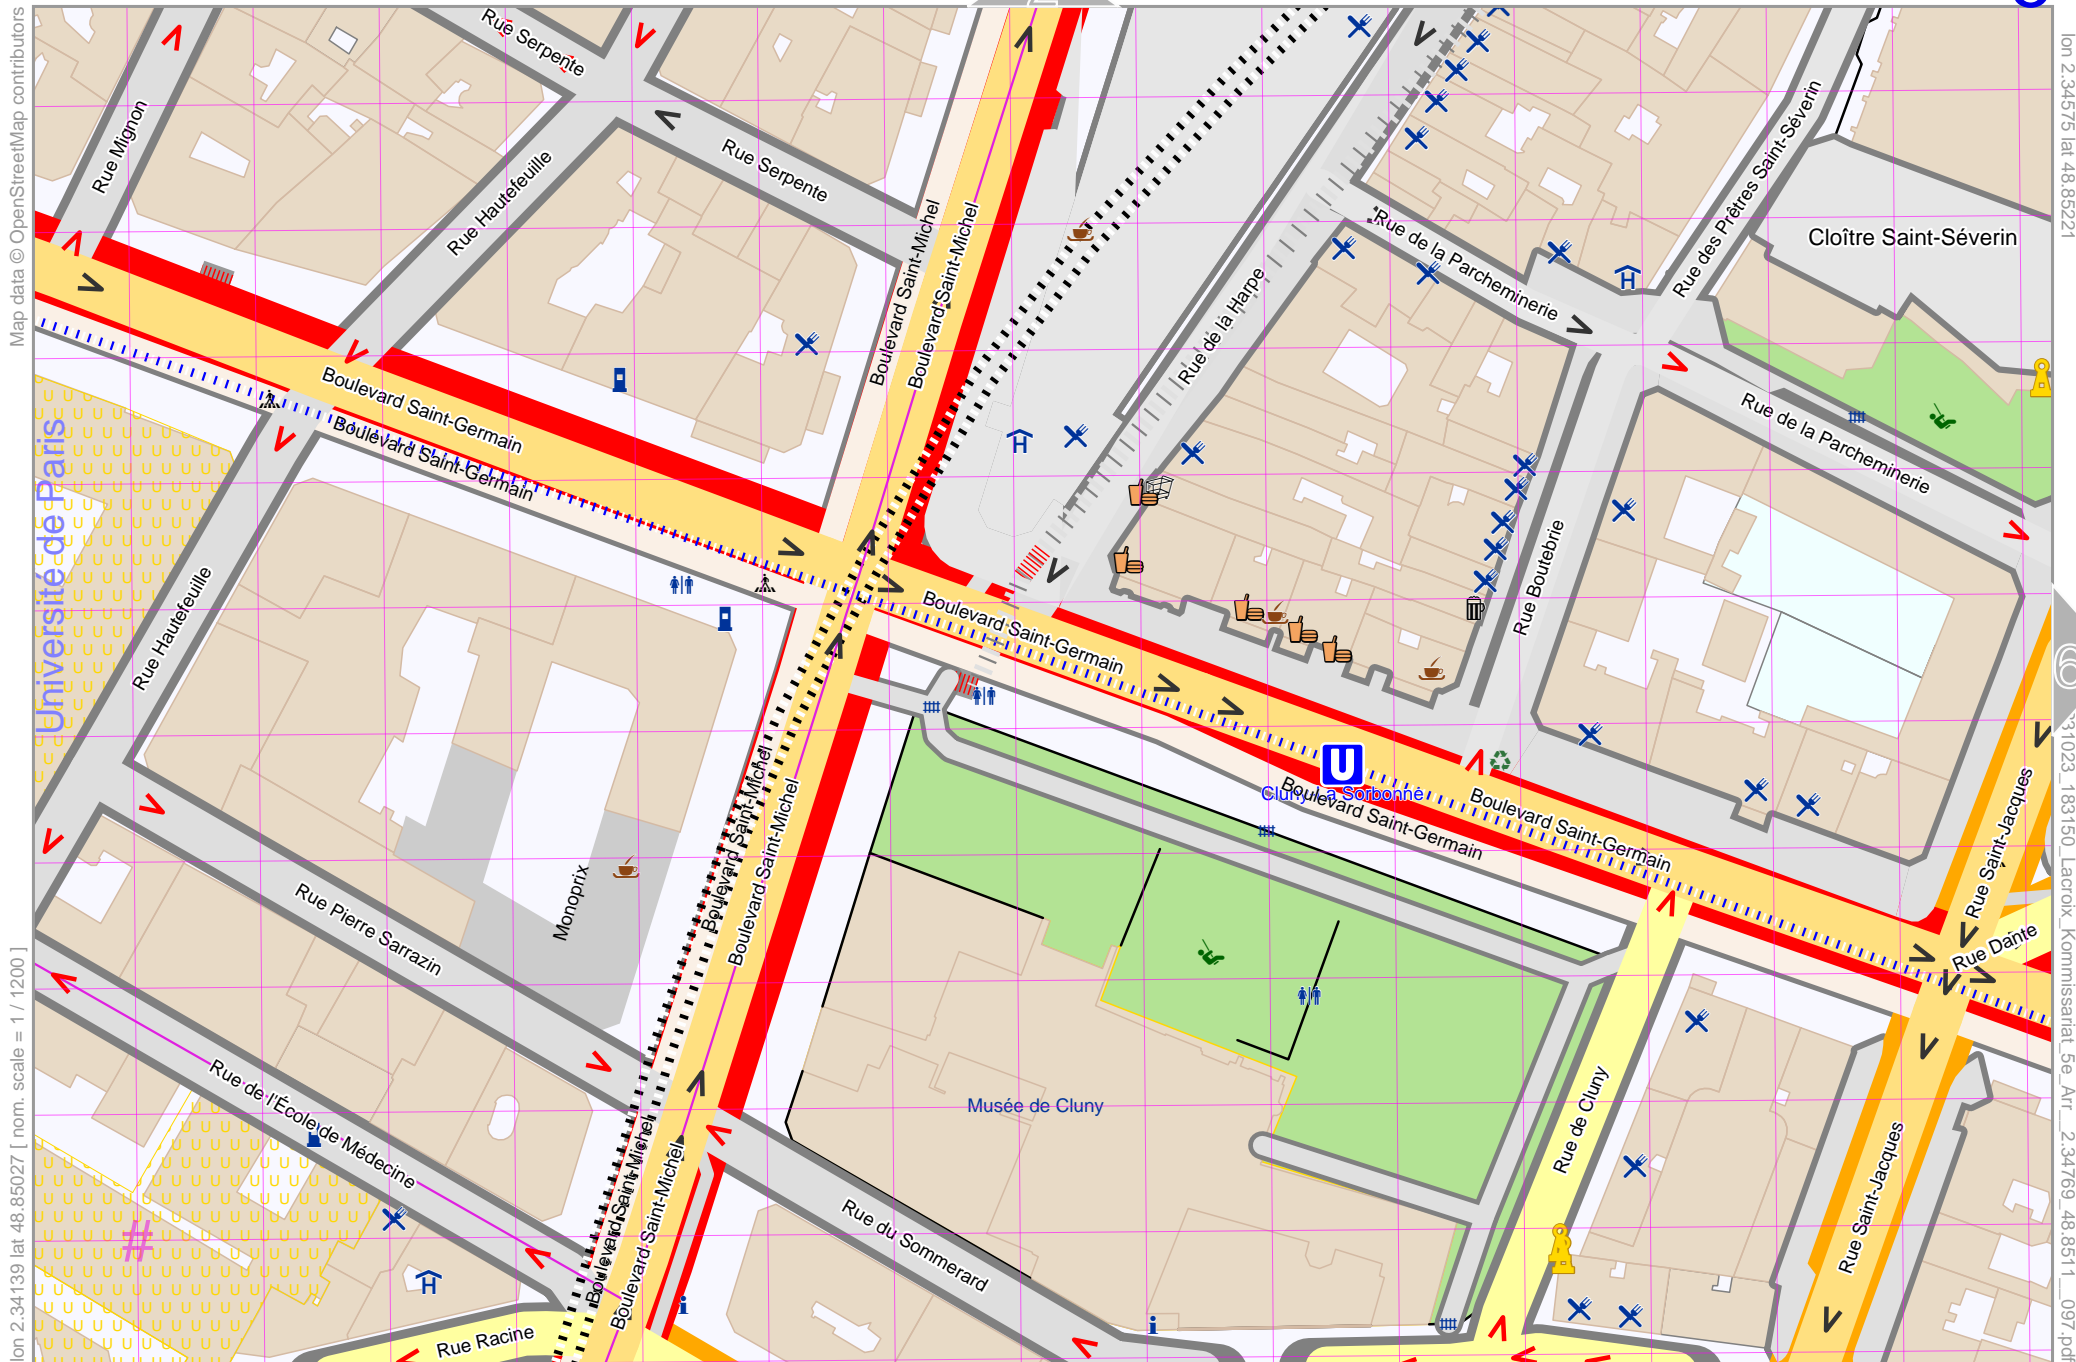 Map data © OpenStreetMap contributors
lon 2.34139 lat 48.85027 [ nom. scale = 1 / 1200 ]
lon 2.34575 lat 48.85221
31023_183150_Lacroix_Kommissariat_5e_Arr__2.34769_48.8511__097.pdf
6
Rue Serpente
Rue Mignon
Rue Hautefeuille
Rue Serpente
Boulevard Saint-Michel
Boulevard Saint-Michel
Rue de la Harpe
Rue de la Parcheminerie
Rue des Prêtres Saint-Séverin
Cloître Saint-Séverin
H
Boulevard Saint-Germain
Boulevard Saint-Germain
H
Rue de la Parcheminerie
Université de Paris
Rue Hautefeuille
Rue Boutebrie
Boulevard Saint-Germain
U
Cluny La Sorbonne
Boulevard Saint-Germain
Boulevard Saint-Germain
Rue Saint-Jacques
Rue Dante
Boulevard Saint-Michel
Boulevard Saint-Michel
Monoprix
Rue Pierre Sarrazin
Rue de l'École de Médecine
Musée de Cluny
Rue de Cluny
Rue Saint-Jacques
Boulevard Saint-Michel
Boulevard Saint-Michel
Rue du Sommerard
#
H
i
i
Rue Racine